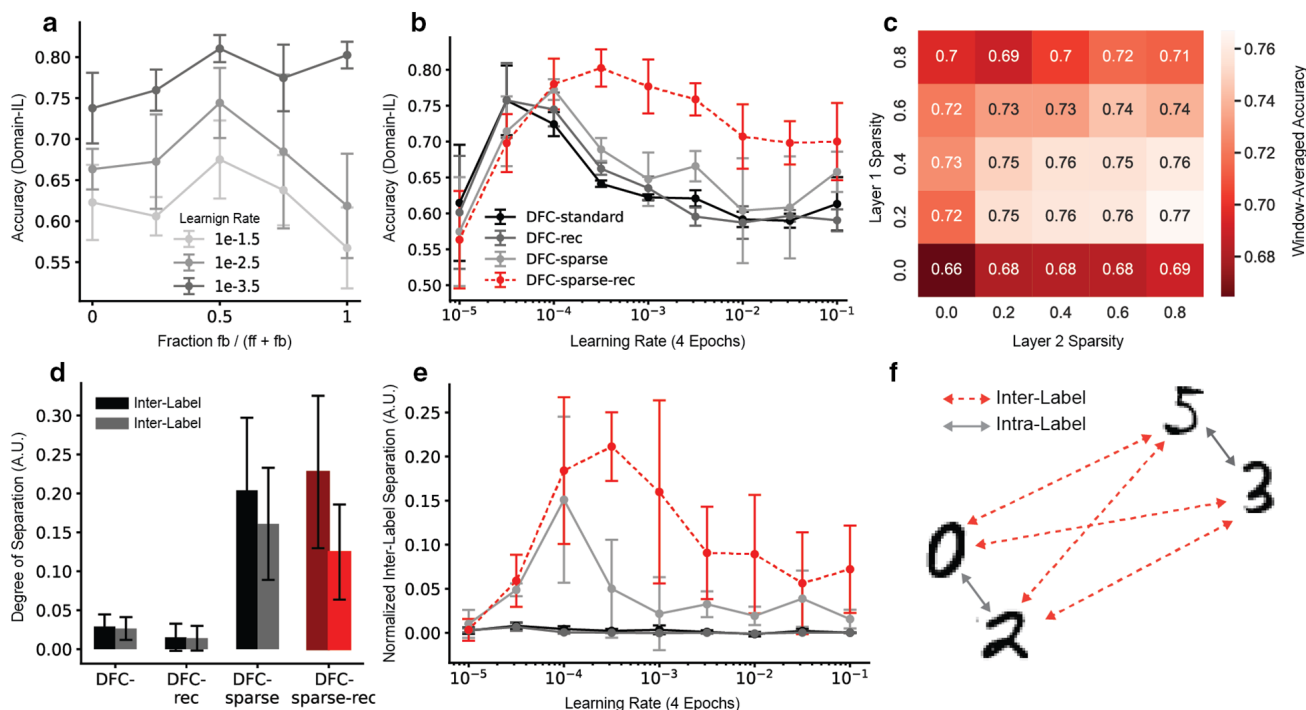 a
0.80
0.75
0.70
0.65
0.60
0.55
Accuracy (Domain-IL)
Learnign Rate
1e-1.5
1e-2.5
1e-3.5
0
0.5
1
Fraction fb / (ff + fb)
b
0.80
0.75
0.70
0.65
0.60
0.55
0.50
Accuracy (Domain-IL)
DFC-standard
DFC-rec
DFC-sparse
DFC-sparse-rec
10⁻⁵ 10⁻⁴ 10⁻³ 10⁻² 10⁻¹
Learning Rate (4 Epochs)
c
Layer 1 Sparsity
0.8 0.7 0.69 0.7 0.72 0.71
0.6 0.72 0.73 0.73 0.74 0.74
0.4 0.73 0.75 0.76 0.75 0.76
0.2 0.72 0.75 0.76 0.76 0.77
0.0 0.66 0.68 0.68 0.68 0.69
0.0 0.2 0.4 0.6 0.8
Layer 2 Sparsity
0.76
0.74
0.72
0.70
0.68
Window-Averaged Accuracy
d
0.30
0.25
0.20
0.15
0.10
0.05
0.00
Degree of Separation (A.U.)
Inter-Label
Inter-Label
DFC-
DFC-
rec
DFC-
sparse
DFC-
sparse-rec
e
0.25
0.20
0.15
0.10
0.05
0.00
Normalized Inter-Label Separation (A.U.)
10⁻⁵ 10⁻⁴ 10⁻³ 10⁻² 10⁻¹
Learning Rate (4 Epochs)
f
Inter-Label
Intra-Label
5
3
0
2